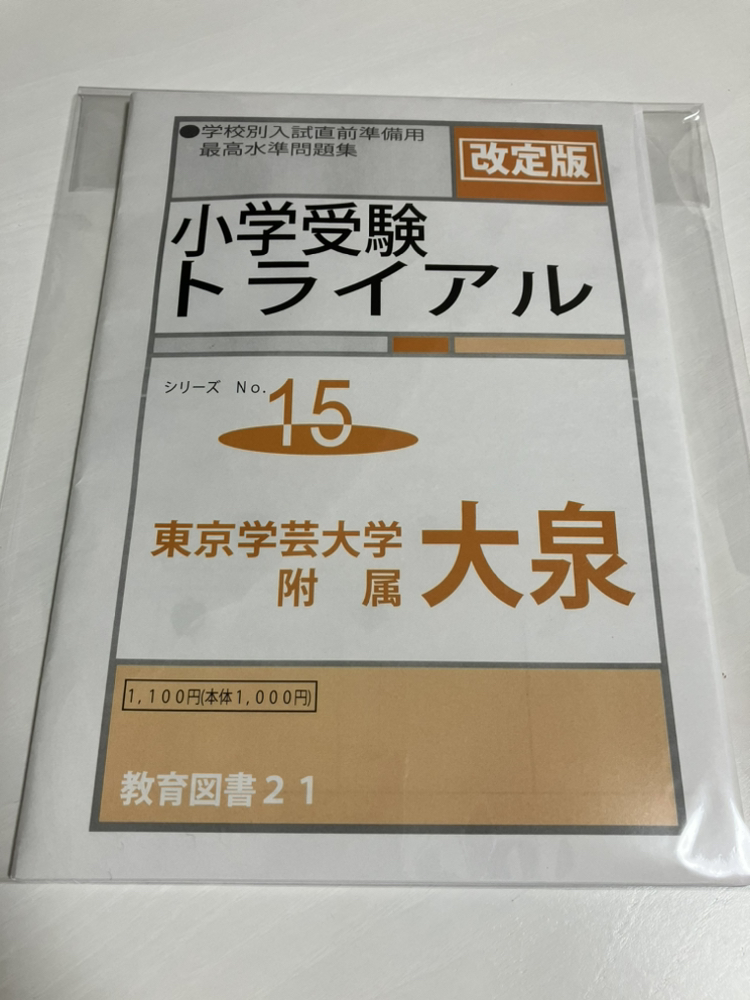 ●学校別入試直前準備用
最高水準問題集
改定版
小学受験
トライアル
シリーズ No.15
東京学芸大学
附 属
大泉
1,100円(本体1,000円)
教育図書21